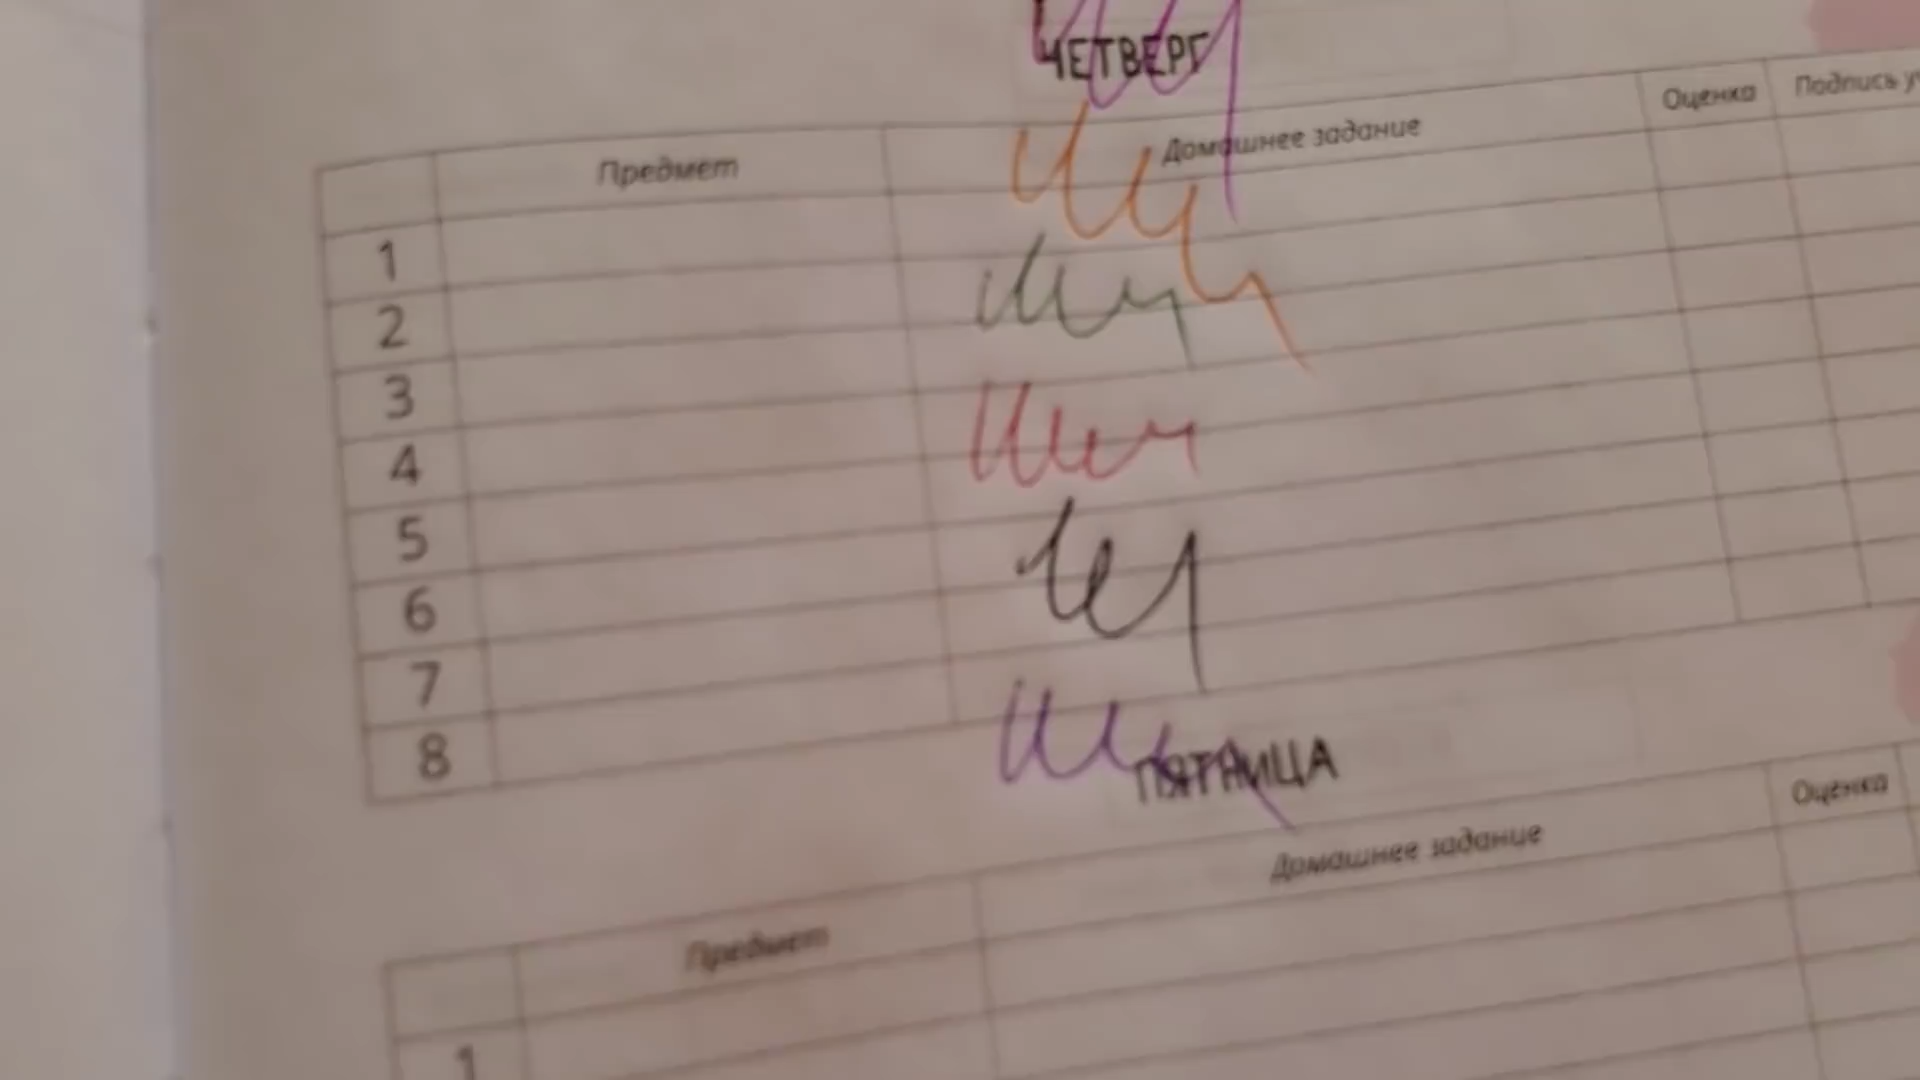 ЧЕТВЕРГ
Предмет Домашнее задание Оценка Подпись
1
2
3
4
5
6
7
8
ПЯТНИЦА
Предмет Домашнее задание Оценка
1